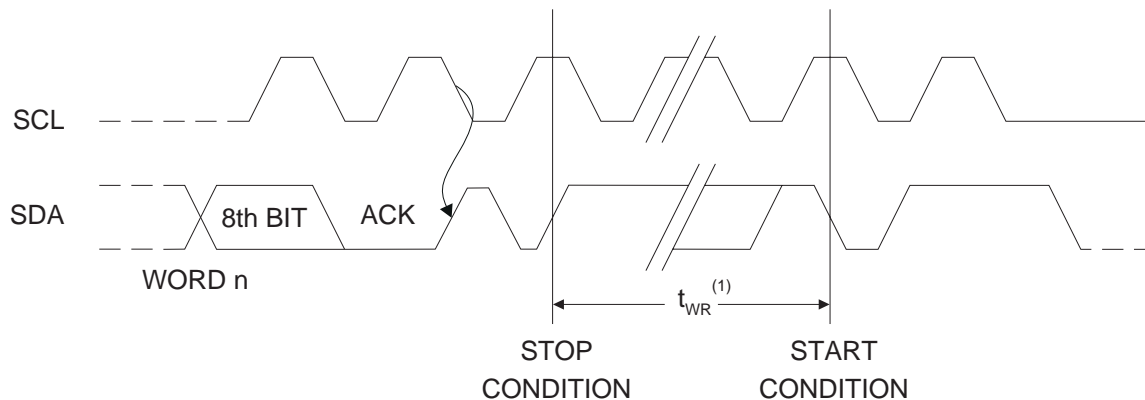 SCL
SDA
8th BIT
ACK
WORD n
tWR(1)
STOP
CONDITION
START
CONDITION